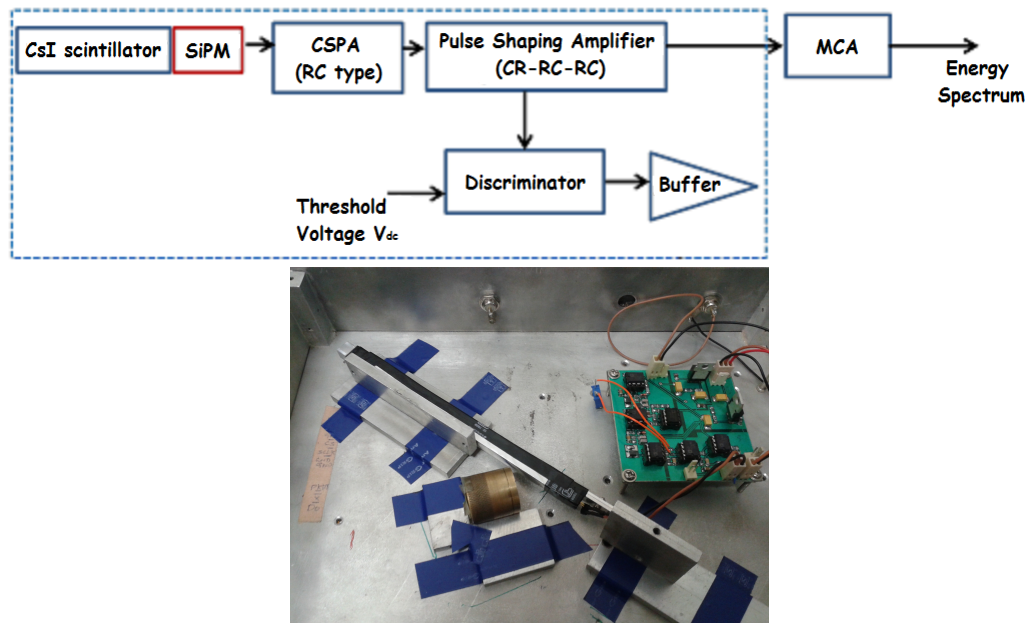 CsI scintillator
SiPM
CSPA
(RC type)
Pulse Shaping Amplifier
(CR-RC-RC)
MCA
Energy
Spectrum
Discriminator
Buffer
Threshold
Voltage Vdc